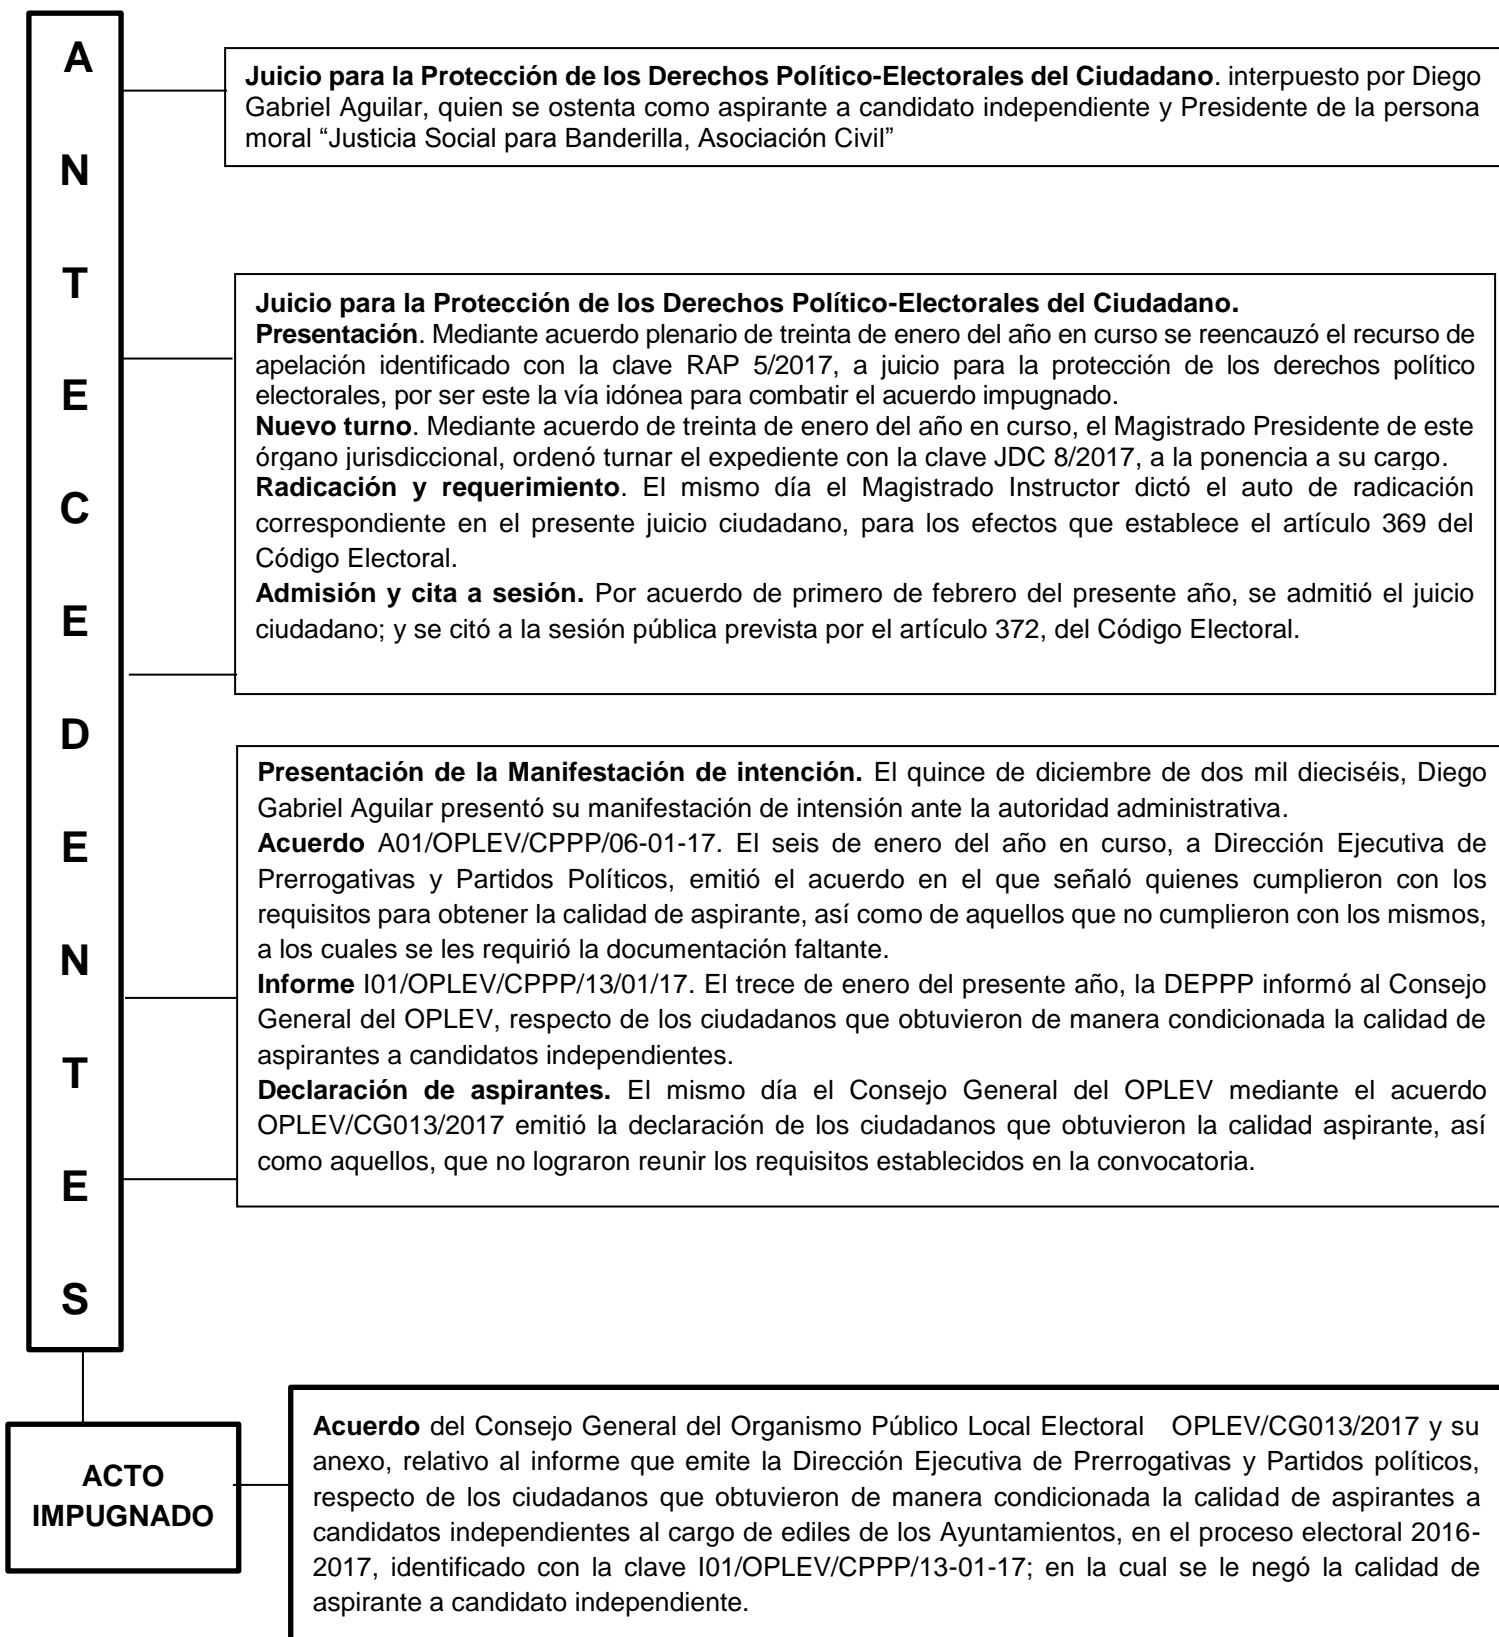 A
N
T
E
C
E
D
E
N
T
E
S
Juicio para la Protección de los Derechos Político-Electorales del Ciudadano. interpuesto por Diego
Gabriel Aguilar, quien se ostenta como aspirante a candidato independiente y Presidente de la persona
moral “Justicia Social para Banderilla, Asociación Civil”
Juicio para la Protección de los Derechos Político-Electorales del Ciudadano.
Presentación. Mediante acuerdo plenario de treinta de enero del año en curso se reencauzó el recurso de
apelación identificado con la clave RAP 5/2017, a juicio para la protección de los derechos político
electorales, por ser este la vía idónea para combatir el acuerdo impugnado.
Nuevo turno. Mediante acuerdo de treinta de enero del año en curso, el Magistrado Presidente de este
órgano jurisdiccional, ordenó turnar el expediente con la clave JDC 8/2017, a la ponencia a su cargo.
Radicación y requerimiento. El mismo día el Magistrado Instructor dictó el auto de radicación
correspondiente en el presente juicio ciudadano, para los efectos que establece el artículo 369 del
Código Electoral.
Admisión y cita a sesión. Por acuerdo de primero de febrero del presente año, se admitió el juicio
ciudadano; y se citó a la sesión pública prevista por el artículo 372, del Código Electoral.
Presentación de la Manifestación de intención. El quince de diciembre de dos mil dieciséis, Diego
Gabriel Aguilar presentó su manifestación de intensión ante la autoridad administrativa.
Acuerdo A01/OPLEV/CPPP/06-01-17. El seis de enero del año en curso, a Dirección Ejecutiva de
Prerrogativas y Partidos Políticos, emitió el acuerdo en el que señaló quienes cumplieron con los
requisitos para obtener la calidad de aspirante, así como de aquellos que no cumplieron con los mismos,
a los cuales se les requirió la documentación faltante.
Informe I01/OPLEV/CPPP/13/01/17. El trece de enero del presente año, la DEPPP informó al Consejo
General del OPLEV, respecto de los ciudadanos que obtuvieron de manera condicionada la calidad de
aspirantes a candidatos independientes.
Declaración de aspirantes. El mismo día el Consejo General del OPLEV mediante el acuerdo
OPLEV/CG013/2017 emitió la declaración de los ciudadanos que obtuvieron la calidad aspirante, así
como aquellos, que no lograron reunir los requisitos establecidos en la convocatoria.
ACTO
IMPUGNADO
Acuerdo del Consejo General del Organismo Público Local Electoral OPLEV/CG013/2017 y su
anexo, relativo al informe que emite la Dirección Ejecutiva de Prerrogativas y Partidos políticos,
respecto de los ciudadanos que obtuvieron de manera condicionada la calidad de aspirantes a
candidatos independientes al cargo de ediles de los Ayuntamientos, en el proceso electoral 2016-
2017, identificado con la clave I01/OPLEV/CPPP/13-01-17; en la cual se le negó la calidad de
aspirante a candidato independiente.